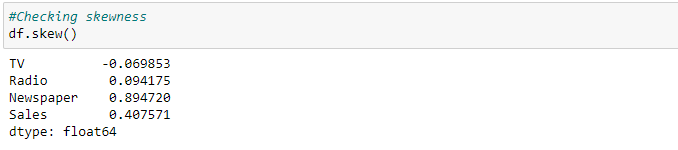 #Checking skewness
df.skew()
TV -0.069853
Radio 0.094175
Newspaper 0.894720
Sales 0.407571
dtype: float64